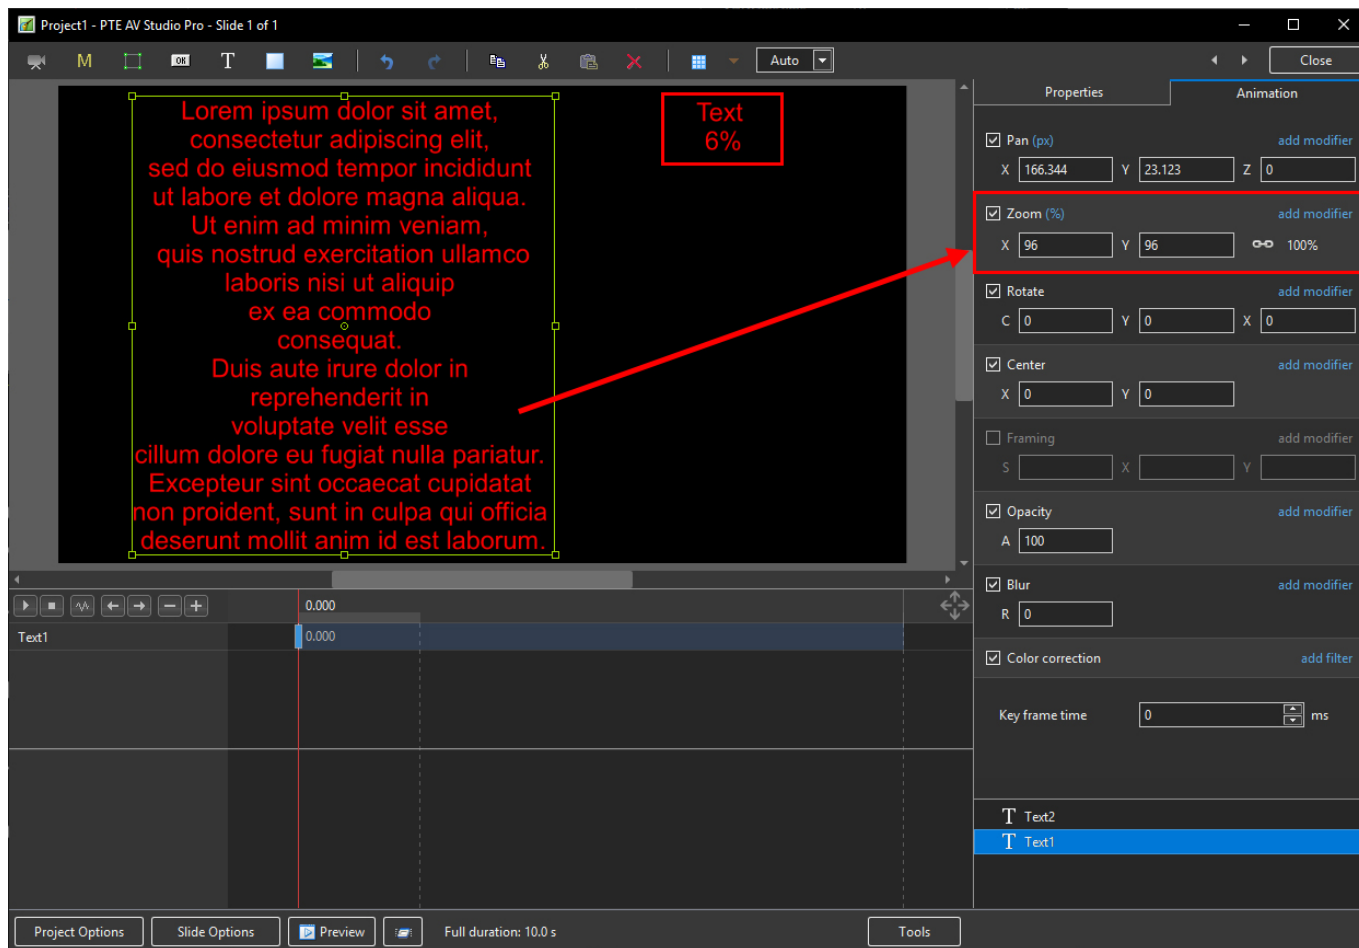 Project1 - PTE AV Studio Pro - Slide 1 of 1
M OK T Auto Close
Lorem ipsum dolor sit amet,
consectetur adipiscing elit,
sed do eiusmod tempor incididunt
ut labore et dolore magna aliqua.
Ut enim ad minim veniam,
quis nostrud exercitation ullamco
laboris nisi ut aliquip
ex ea commodo
consequat.
Duis aute irure dolor in
reprehenderit in
voluptate velit esse
cillum dolore eu fugiat nulla pariatur.
Excepteur sint occaecat cupidatat
non proident, sunt in culpa qui officia
deserunt mollit anim id est laborum.
Text
6%
Properties Animation
Pan (px) add modifier
X 166.344 Y 23.123 Z 0
Zoom (%) add modifier
X 96 Y 96 100%
Rotate add modifier
C 0 Y 0 X 0
Center add modifier
X 0 Y 0
Framing add modifier
S X Y
Opacity add modifier
A 100
Blur add modifier
R 0
Color correction add filter
Key frame time 0 ms
T Text2
T Text1
0.000
Text1 0.000
Project Options Slide Options Preview Full duration: 10.0 s Tools